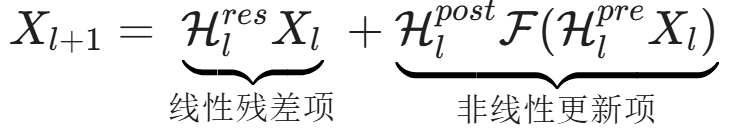 X_{l+1} = \mathcal{H}_l^{res} X_l + \mathcal{H}_l^{post} \mathcal{F}(\mathcal{H}_l^{pre} X_l)
线性残差项 非线性更新项